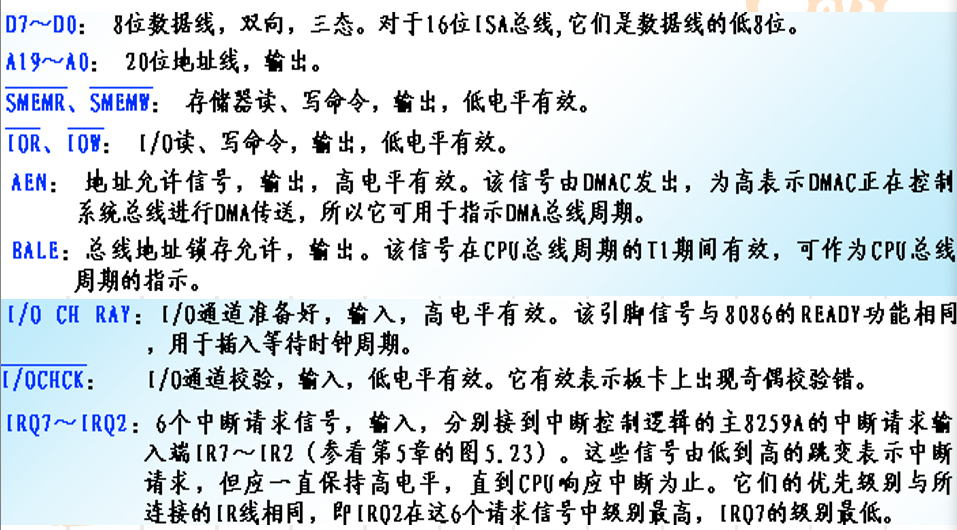 D7～D0： 8位数据线，双向，三态。对于16位ISA总线,它们是数据线的低8位。
A19～A0： 20位地址线，输出。
SMEMR、SMEMW： 存储器读、写命令，输出，低电平有效。
IOR、IOW： I/O读、写命令，输出，低电平有效。
AEN： 地址允许信号，输出，高电平有效。该信号由DMAC发出，为高表示DMAC正在控制
系统总线进行DMA传送，所以它可用于指示DMA总线周期。
BALE：总线地址锁存允许，输出。该信号在CPU总线周期的T1期间有效，可作为CPU总线
周期的指示。
I/O CH RAY：I/O通道准备好，输入，高电平有效。该引脚信号与8086的READY功能相同
，用于插入等待时钟周期。
I/OCHCK： I/O通道校验，输入，低电平有效。它有效表示板卡上出现奇偶校验错。
IRQ7～IRQ2：6个中断请求信号，输入，分别接到中断控制逻辑的主8259A的中断请求输
入端IR7～IR2（参看第5章的图5.23）。这些信号由低到高的跳变表示中断
请求，但应一直保持高电平，直到CPU响应中断为止。它们的优先级别与所
连接的IR线相同，即IRQ2在这6个请求信号中级别最高，IRQ7的级别最低。